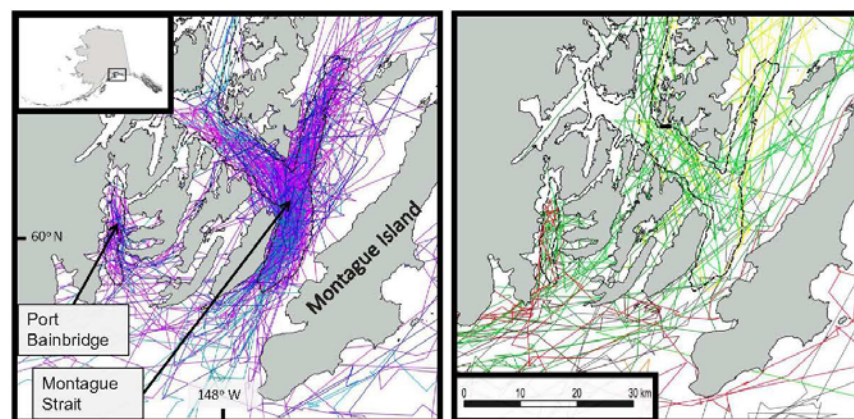 60° N
Port
Bainbridge
Montague
Strait
148° W
Montague Island
0
10
20
30 km